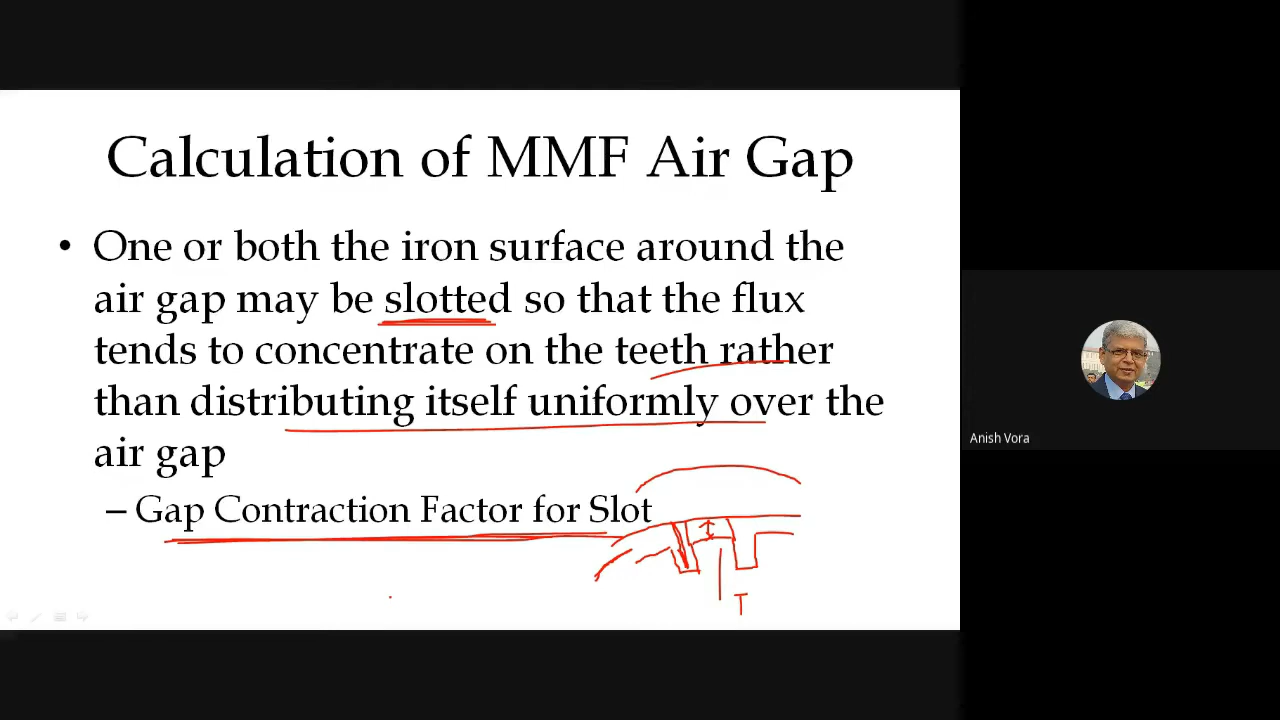 Calculation of MMF Air Gap
• One or both the iron surface around the
air gap may be slotted so that the flux
tends to concentrate on the teeth rather
than distributing itself uniformly over the
air gap
– Gap Contraction Factor for Slot
T
Anish Vora